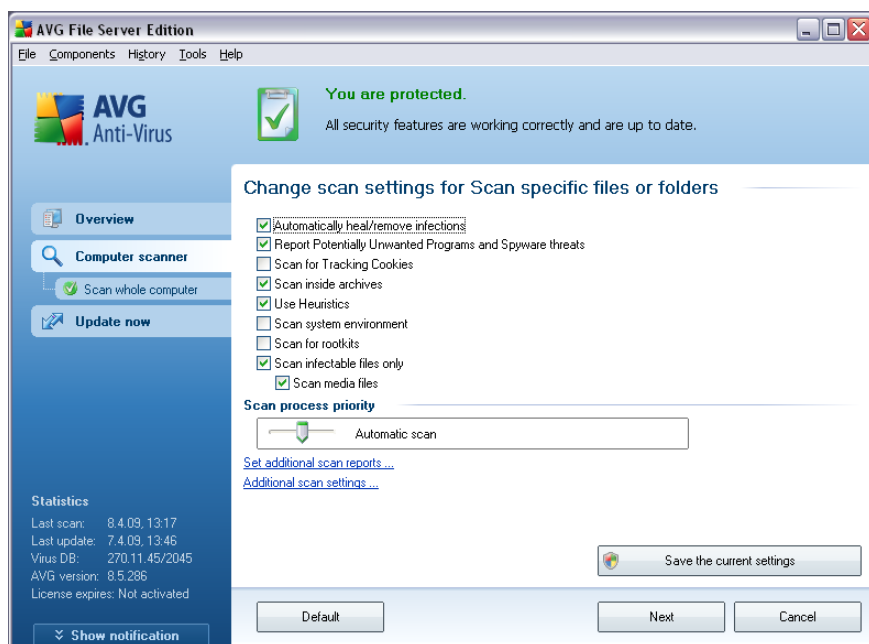 AVG File Server Edition
File Components History Tools Help
AVG
Anti-Virus
You are protected.
All security features are working correctly and are up to date.
Overview
Computer scanner
Scan whole computer
Update now
Change scan settings for Scan specific files or folders
Automatically heal/remove infections
Report Potentially Unwanted Programs and Spyware threats
Scan for Tracking Cookies
Scan inside archives
Use Heuristics
Scan system environment
Scan for rootkits
Scan infectable files only
Scan media files
Scan process priority
Automatic scan
Set additional scan reports ...
Additional scan settings ...
Statistics
Last scan: 8.4.09, 13:17
Last update: 7.4.09, 13:46
Virus DB: 270.11.45/2045
AVG version: 8.5.286
License expires: Not activated
Show notification
Save the current settings
Default
Next
Cancel